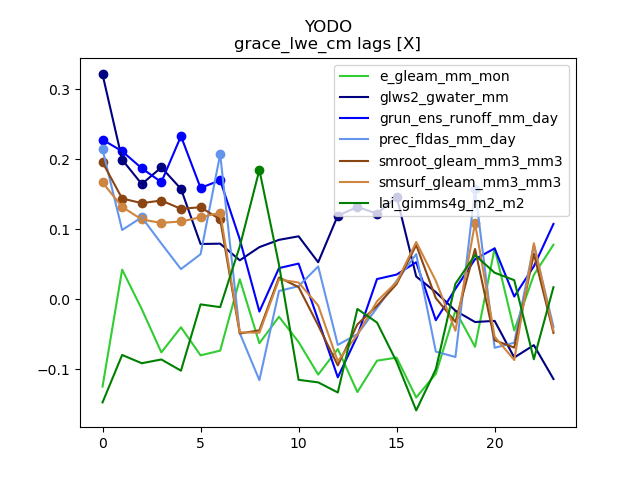 YODO
grace_lwe_cm lags [X]
e_gleam_mm_mon
glws2_gwater_mm
grun_ens_runoff_mm_day
prec_fldas_mm_day
smroot_gleam_mm3_mm3
smsurf_gleam_mm3_mm3
lai_gimms4g_m2_m2
0.3
0.2
0.1
0.0
−0.1
0 5 10 15 20